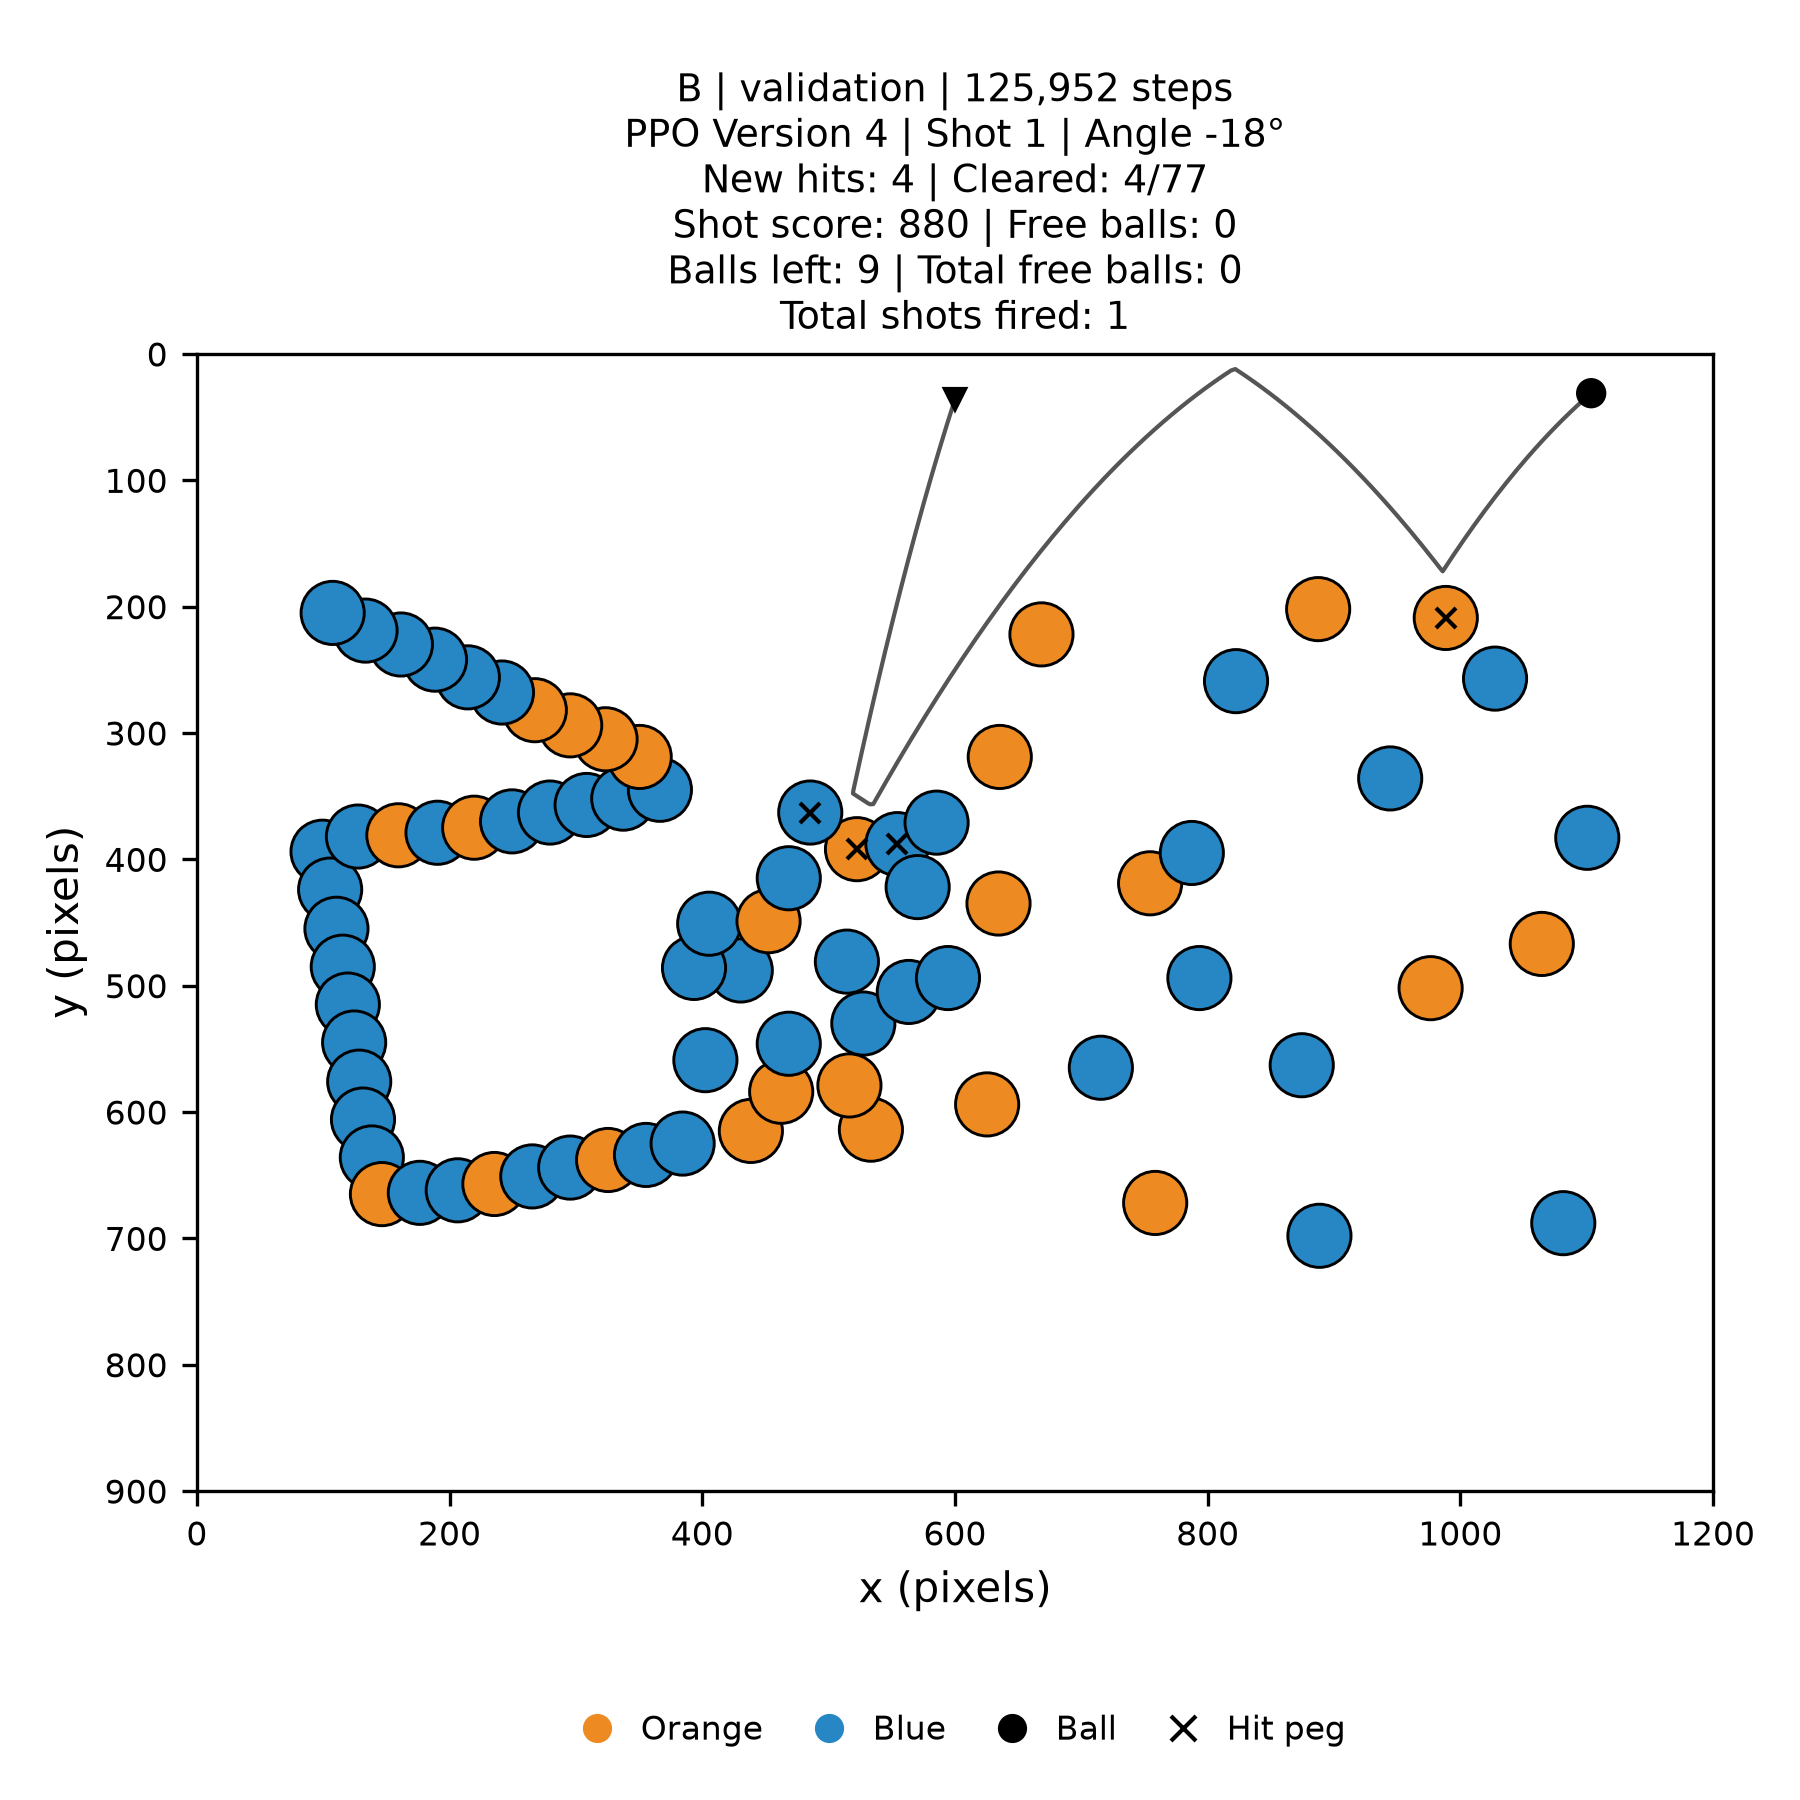 B | validation | 125,952 steps
PPO Version 4 | Shot 1 | Angle -18°
New hits: 4 | Cleared: 4/77
Shot score: 880 | Free balls: 0
Balls left: 9 | Total free balls: 0
Total shots fired: 1
0
100
200
300
400
500
600
700
800
900
y (pixels)
0 200 400 600 800 1000 1200
x (pixels)
Orange Blue Ball Hit peg